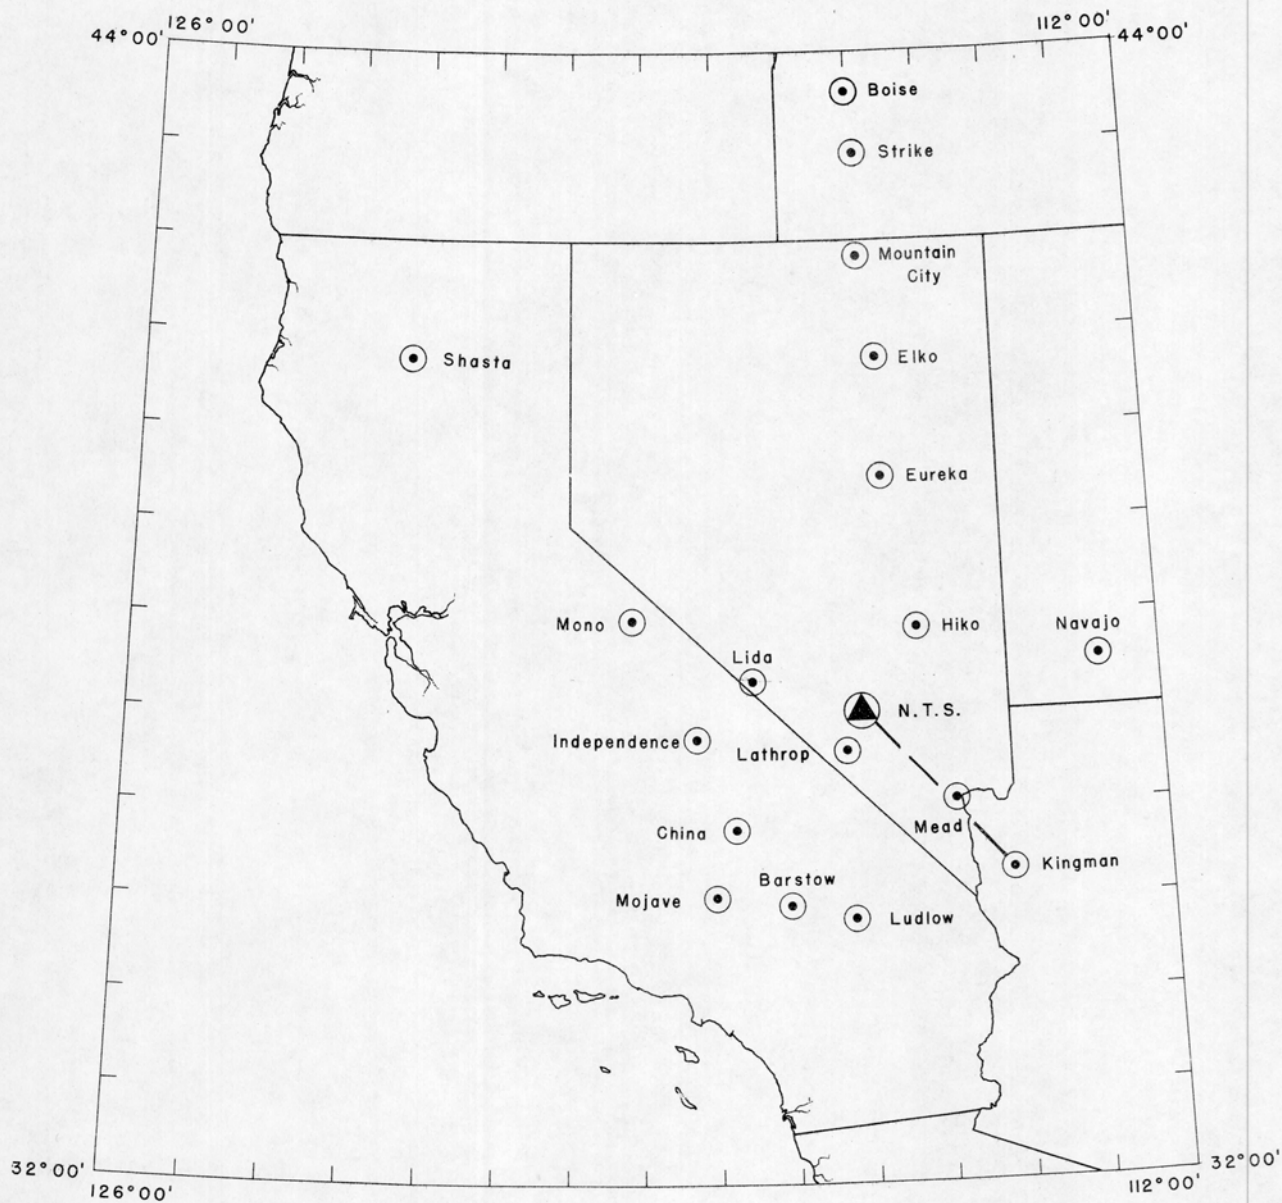 126°00'
112°00'
44°00'
44°00'
Boise
Strike
Mountain
City
Shasta
Elko
Eureka
Mono
Hiko
Navajo
Lida
N.T.S.
Independence
Lathrop
Mead
China
Kingman
Barstow
Mojave
Ludlow
32°00'
32°00'
126°00'
112°00'